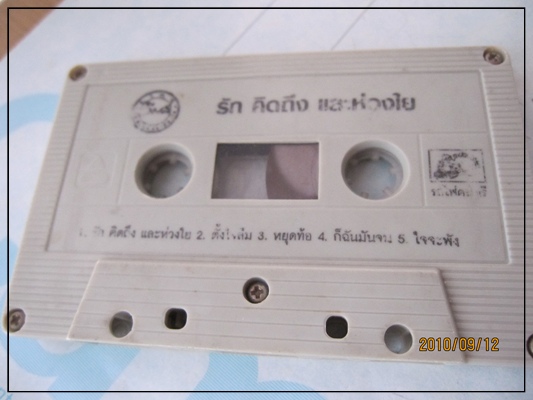 รัก คิดถึง และห่วงใย
1. รัก คิดถึง และห่วงใย 2. ตั้งใจลืม 3. หยุดท้อ 4. ก็ฉันมันจน 5. ใจจะพัง
2010/09/12